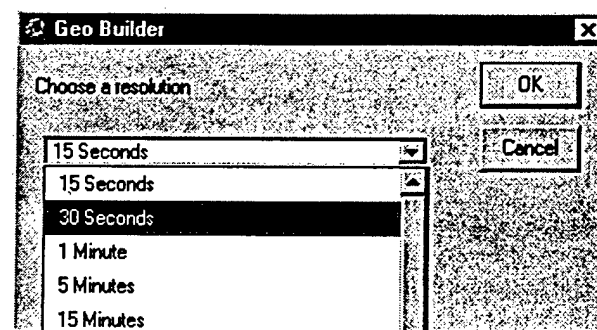 Geo Builder
Choose a resolution
OK
15 Seconds
Cancel
15 Seconds
30 Seconds
1 Minute
5 Minutes
15 Minutes